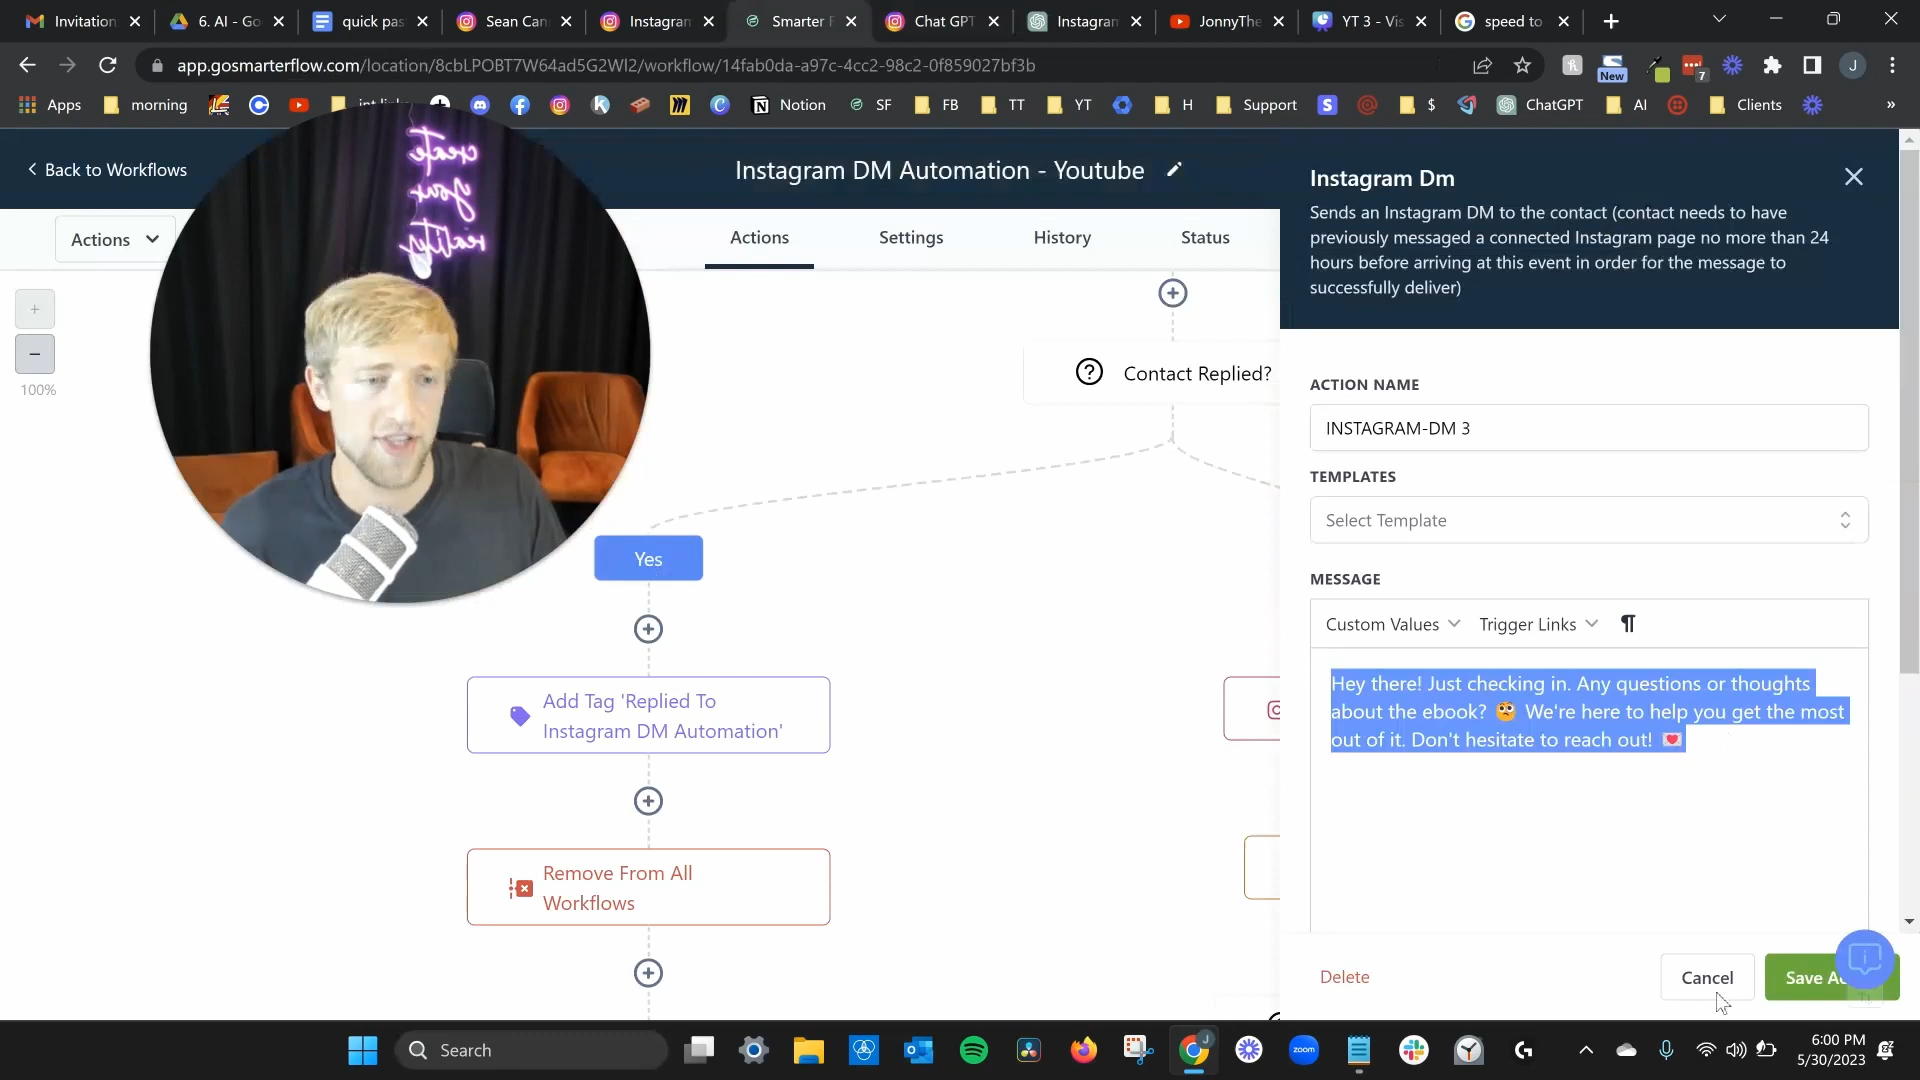 Invitation
6. AI - Go
quick pas
Sean Can
Instagram
Smarter F
Chat GPT
Instagram
JonnyThe
YT 3 - Vis
speed to
app.gosmarterflow.com/location/8cbLPOBT7W64ad5G2Wl2/workflow/14fab0da-a97c-4cc2-98c2-0f859027bf3b
New
7
J
Apps
morning
Notion
SF
FB
TT
YT
H
Support
$
ChatGPT
AI
Clients
»
Back to Workflows
Instagram DM Automation - Youtube
Actions
Actions
Settings
History
Status
100%
create
your
reality
Contact Replied?
Yes
Add Tag 'Replied To
Instagram DM Automation'
Remove From All
Workflows
Instagram Dm
Sends an Instagram DM to the contact (contact needs to have
previously messaged a connected Instagram page no more than 24
hours before arriving at this event in order for the message to
successfully deliver)
ACTION NAME
INSTAGRAM-DM 3
TEMPLATES
Select Template
MESSAGE
Custom Values
Trigger Links
Hey there! Just checking in. Any questions or thoughts
about the ebook? 🤔 We're here to help you get the most
out of it. Don't hesitate to reach out! 💌
Delete
Cancel
Save Ac
Search
zoom
6:00 PM
5/30/2023